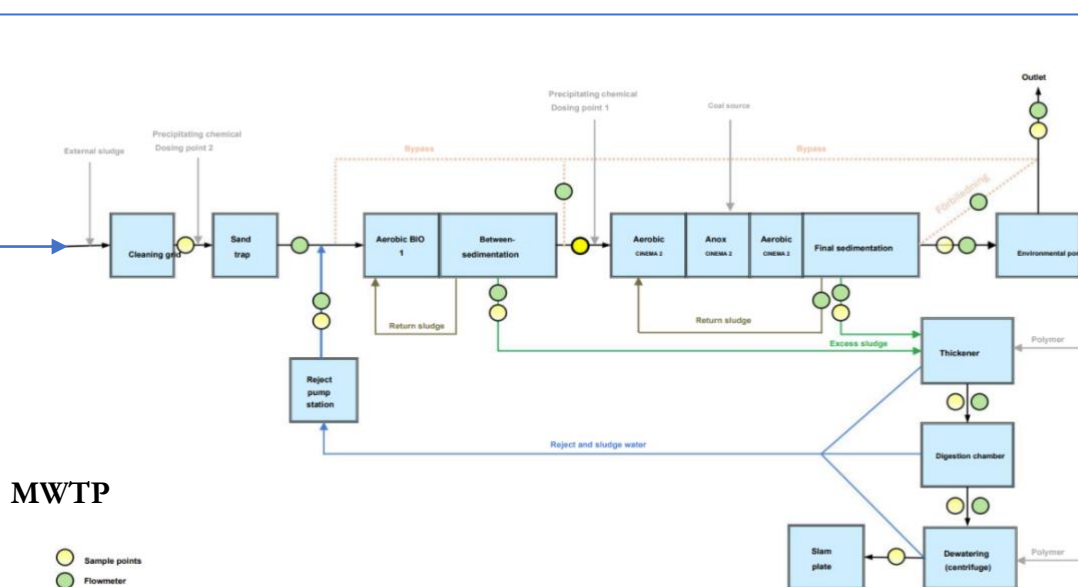 Outlet
Precipitating chemical
Dosing point 1
Coal source
Precipitating chemical
Dosing point 2
External sludge
Bypass
Bypass
Förbiledning
Cleaning grid
Sand
trap
Aerobic BIO
1
Between-
sedimentation
Aerobic
CINEMA 2
Anox
CINEMA 2
Aerobic
CINEMA 2
Final sedimentation
Environmental
Return sludge
Return sludge
Excess sludge
Thickener
Polymer
Reject
pump
station
Reject and sludge water
Digestion chamber
MWTP
Slam
plate
Dewatering
(centrifuge)
Polymer
Sample points
Flowmeter